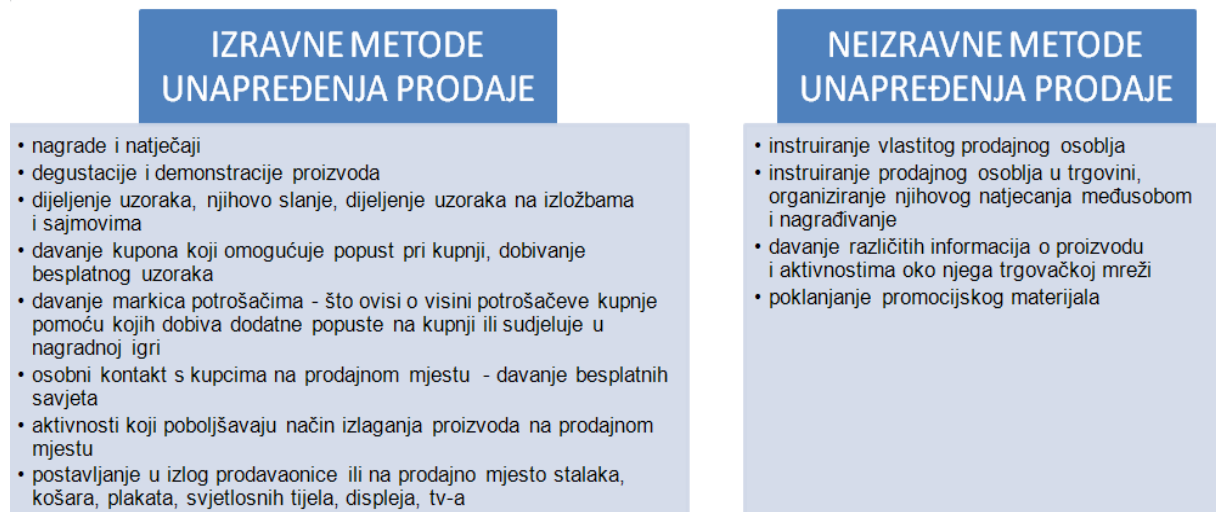 IZRAVNE METODE
UNAPREĐENJA PRODAJE
• nagrade i natječaji
• degustacije i demonstracije proizvoda
• dijeljenje uzoraka, njihovo slanje, dijeljenje uzoraka na izložbama
i sajmovima
• davanje kupona koji omogućuje popust pri kupnji, dobivanje
besplatnog uzoraka
• davanje markica potrošačima - što ovisi o visini potrošačeve kupnje
pomoću kojih dobiva dodatne popuste na kupnji ili sudjeluje u
nagradnoj igri
• osobni kontakt s kupcima na prodajnom mjestu - davanje besplatnih
savjeta
• aktivnosti koji poboljšavaju način izlaganja proizvoda na prodajnom
mjestu
• postavljanje u izlog prodavaonice ili na prodajno mjesto stalaka,
košara, plakata, svjetlosnih tijela, displeja, tv-a
NEIZRAVNE METODE
UNAPREĐENJA PRODAJE
• instruiranje vlastitog prodajnog osoblja
• instruiranje prodajnog osoblja u trgovini,
organiziranje njihovog natjecanja međusobom
i nagrađivanje
• davanje različitih informacija o proizvodu
i aktivnostima oko njega trgovačkoj mreži
• poklanjanje promocijskog materijala